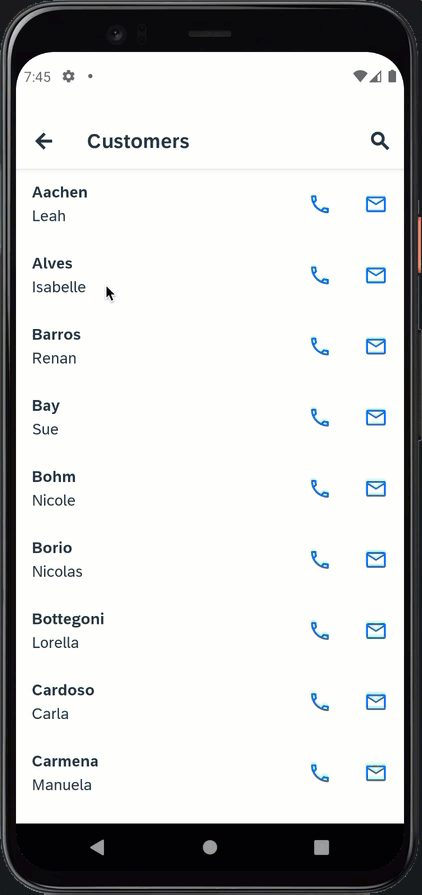 7:45
Customers
Aachen
Leah
Alves
Isabelle
Barros
Renan
Bay
Sue
Bohm
Nicole
Borio
Nicolas
Bottegoni
Lorella
Cardoso
Carla
Carmena
Manuela